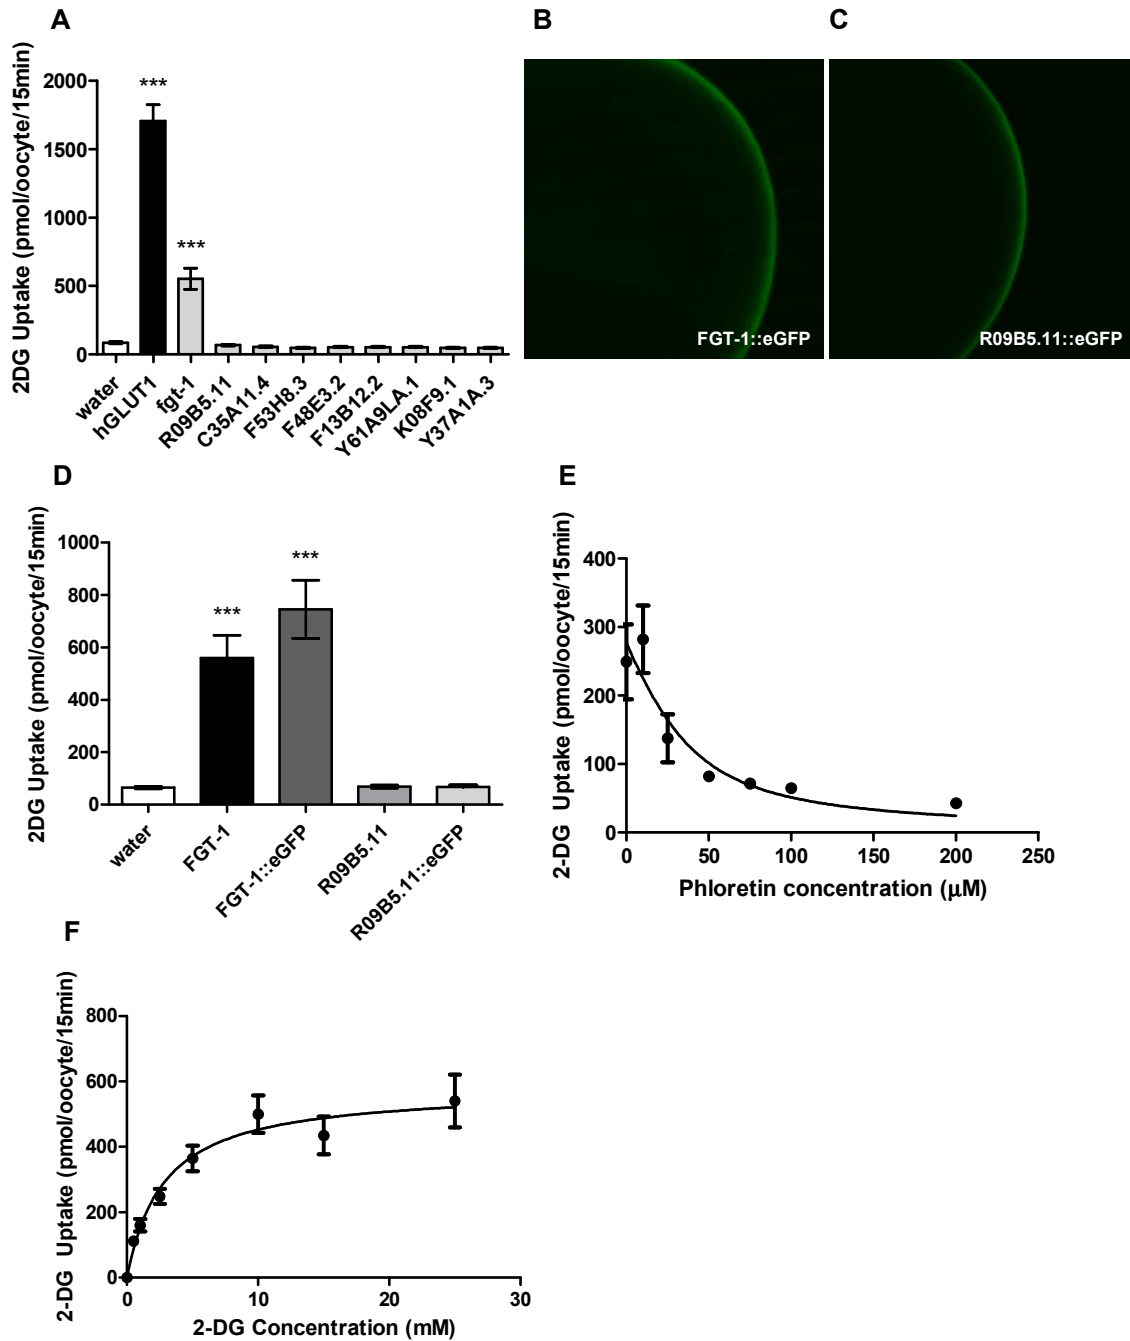 A
B
C
2DG Uptake (pmol/oocyte/15min)
2000
1500
1000
500
0
***
***
water
hGLUT1
fgt-1
R09B5.11
C35A11.4
F53H8.3
F48E3.2
F13B12.2
Y61A9LA.1
K08F9.1
Y37A1A.3
FGT-1::eGFP
R09B5.11::eGFP
D
2DG Uptake (pmol/oocyte/15min)
1000
800
600
400
200
0
***
***
water
FGT-1
FGT-1::eGFP
R09B5.11
R09B5.11::eGFP
E
2-DG Uptake (pmol/oocyte/15min)
400
300
200
100
0
0 50 100 150 200 250
Phloretin concentration (μM)
F
2-DG Uptake (pmol/oocyte/15min)
800
600
400
200
0
0 10 20 30
2-DG Concentration (mM)